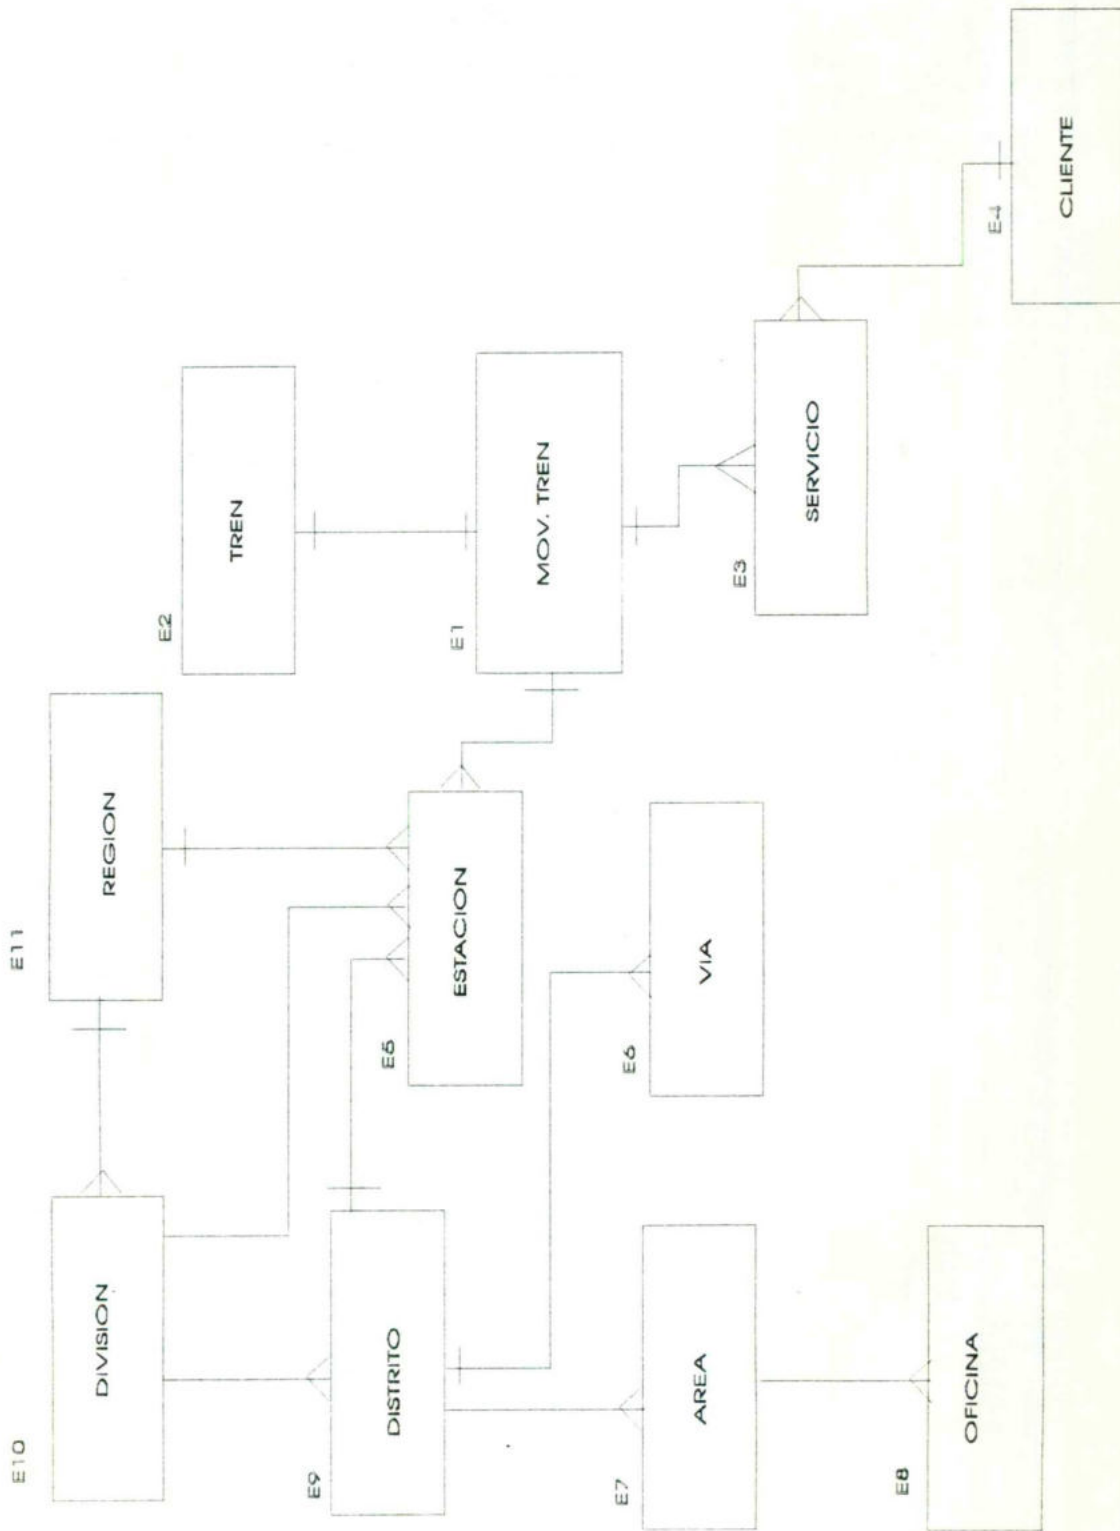 E10
DIVISION
E11
REGION
E2
TREN
E9
DISTRITO
E5
ESTACION
E1
MOV. TREN
E7
AREA
E6
VIA
E3
SERVICIO
E8
OFICINA
E4
CLIENTE